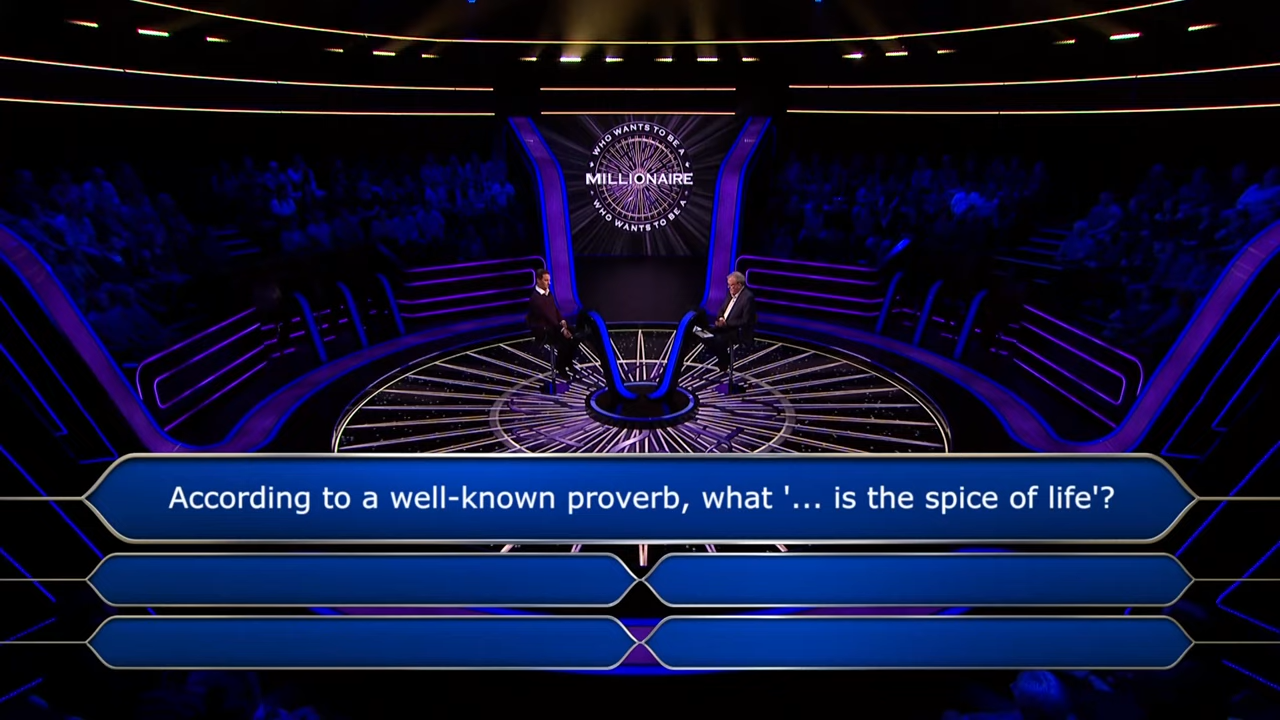 WHO WANTS TO BE A
MILLIONAIRE
WHO WANTS TO BE A
According to a well-known proverb, what '... is the spice of life'?